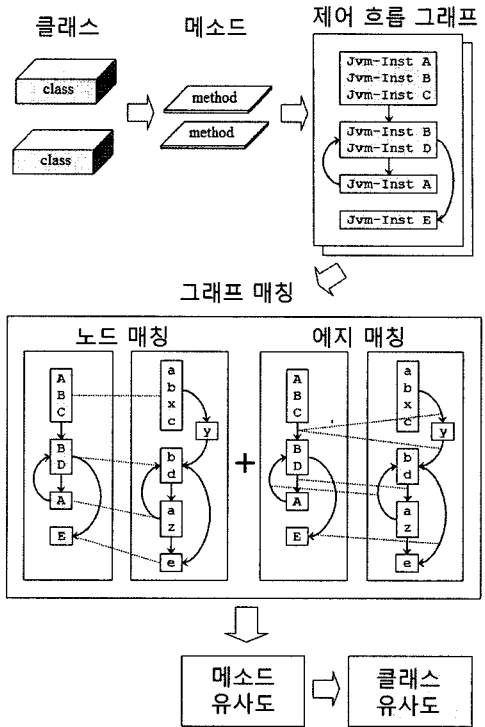 클래스 메소드 제어 흐름 그래프
class
class
method
method
Jvm-Inst A
Jvm-Inst B
Jvm-Inst C
Jvm-Inst B
Jvm-Inst D
Jvm-Inst A
Jvm-Inst E
그래프 매칭
노드 매칭
A
B
C
B
D
A
E
a
b
x
c
y
b
d
a
z
e
+
에지 매칭
A
B
C
B
D
A
E
a
b
x
c
y
b
d
a
z
e
메소드
유사도
클래스
유사도